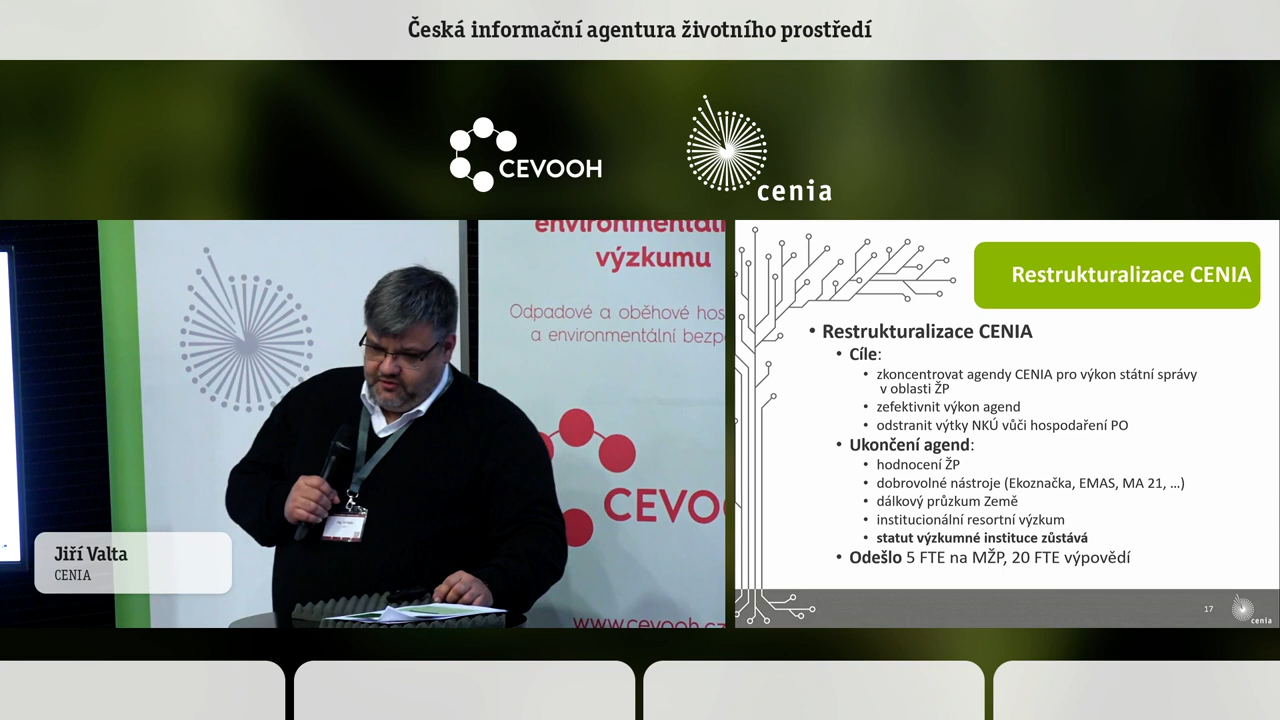 Česká informační agentura životního prostředí
CEVOOH
cenia
environmentál
výzkumu
Odpadové a oběhové hos
a environmentální bezp
CEVO
www.cevooh.cz
Jiří Valta
CENIA
Restrukturalizace CENIA
• Restrukturalizace CENIA
• Cíle:
• zkoncentrovat agendy CENIA pro výkon státní správy
v oblasti ŽP
• zefektivnit výkon agend
• odstranit výtky NKÚ vůči hospodaření PO
• Ukončení agend:
• hodnocení ŽP
• dobrovolné nástroje (Ekoznačka, EMAS, MA 21, ...)
• dálkový průzkum Země
• institucionální resortní výzkum
• statut výzkumné instituce zůstává
• Odešlo 5 FTE na MŽP, 20 FTE výpovědí
17
cenia